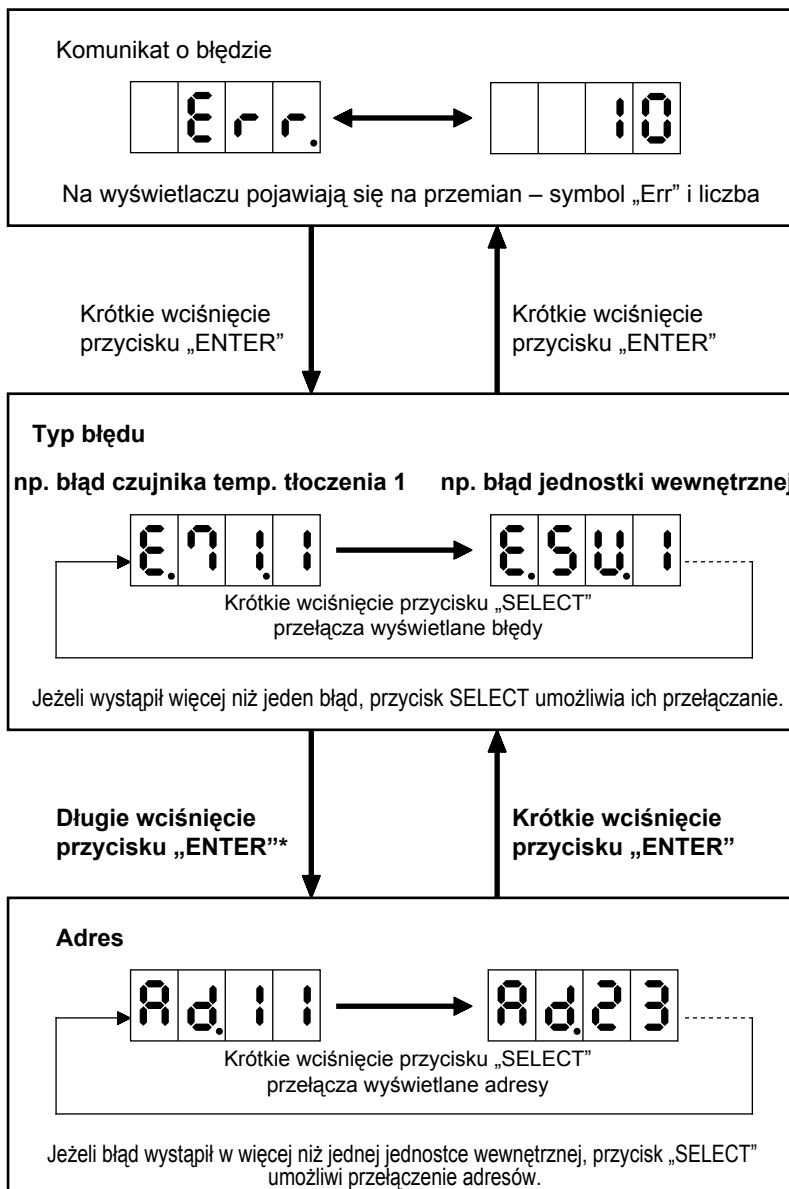 Komunikat o błędzie
Err. 10
Na wyświetlaczu pojawiają się na przemian – symbol „Err” i liczba
Krótkie wciśnięcie
przycisku „ENTER”
Krótkie wciśnięcie
przycisku „ENTER”
Typ błędu
np. błąd czujnika temp. tłoczenia 1 np. błąd jednostki wewnętrznej
E.71.1 E.5U.1
Krótkie wciśnięcie przycisku „SELECT”
przełącza wyświetlane błędy
Jeżeli wystąpił więcej niż jeden błąd, przycisk SELECT umożliwia ich przełączanie.
Długie wciśnięcie
przycisku „ENTER”*
Krótkie wciśnięcie
przycisku „ENTER”
Adres
Ad.11 Ad.23
Krótkie wciśnięcie przycisku „SELECT”
przełącza wyświetlane adresy
Jeżeli błąd wystąpił w więcej niż jednej jednostce wewnętrznej, przycisk „SELECT”
umożliwi przełączenie adresów.